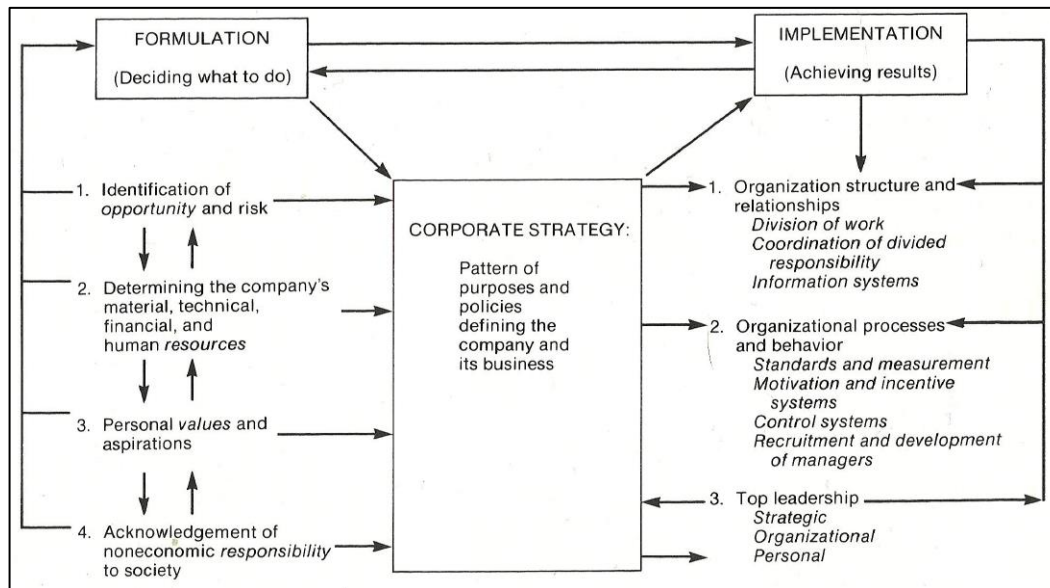 FORMULATION
(Deciding what to do)
IMPLEMENTATION
(Achieving results)
1. Identification of
opportunity and risk
2. Determining the company's
material, technical,
financial, and
human resources
3. Personal values and
aspirations
4. Acknowledgement of
noneconomic responsibility
to society
CORPORATE STRATEGY:
Pattern of
purposes and
policies
defining the
company and
its business
1. Organization structure and
relationships
Division of work
Coordination of divided
responsibility
Information systems
2. Organizational processes
and behavior
Standards and measurement
Motivation and incentive
systems
Control systems
Recruitment and development
of managers
3. Top leadership
Strategic
Organizational
Personal